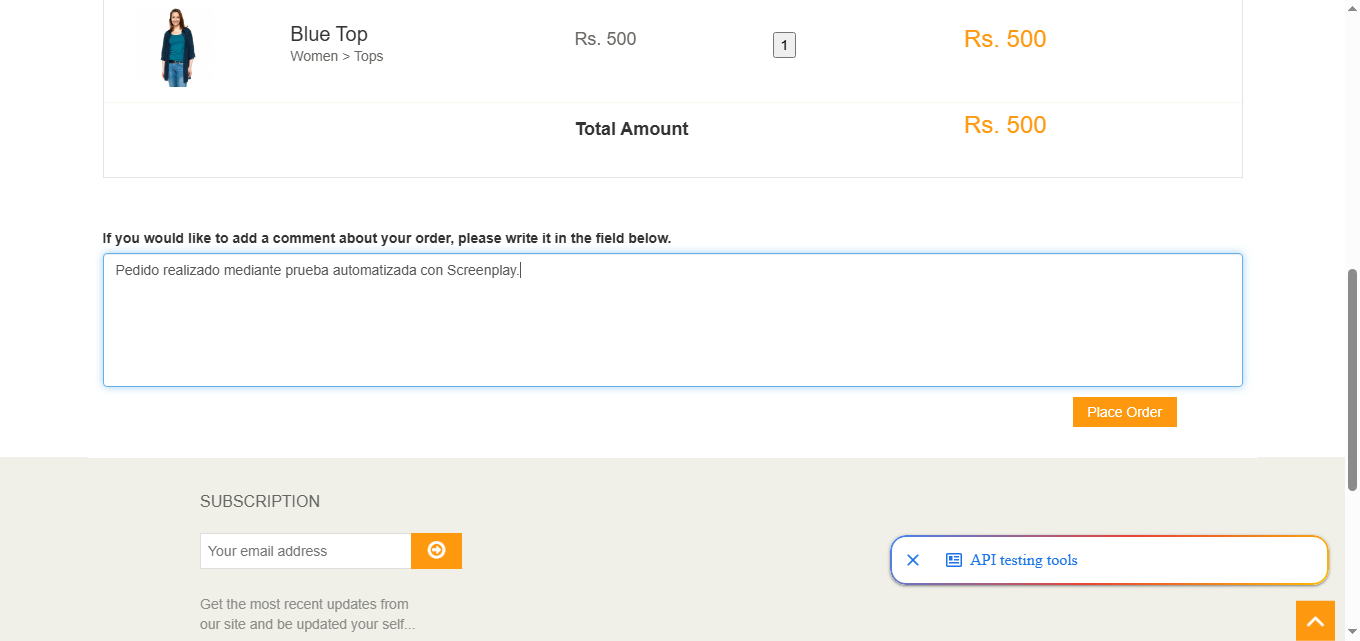 Blue Top
Women > Tops
Rs. 500
1
Rs. 500
Total Amount
Rs. 500
If you would like to add a comment about your order, please write it in the field below.
Pedido realizado mediante prueba automatizada con Screenplay.
Place Order
SUBSCRIPTION
Your email address
API testing tools
Get the most recent updates from
our site and be updated your self...